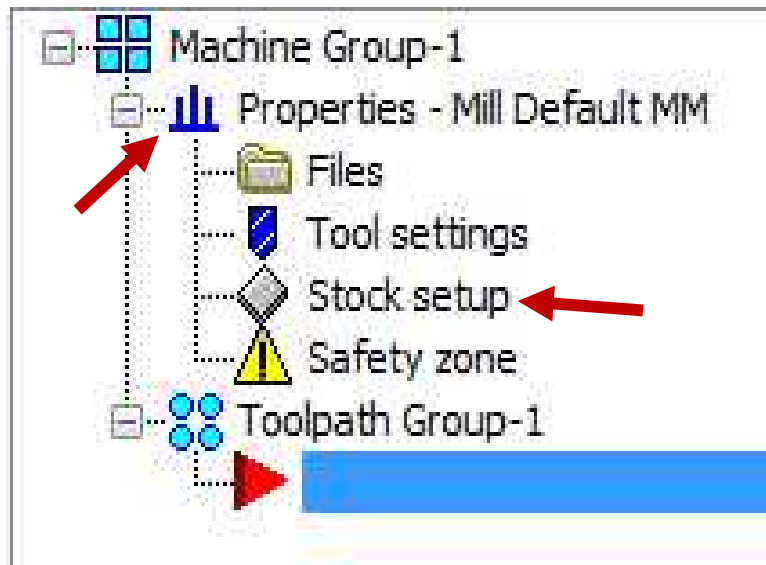 Machine Group-1
Properties - Mill Default MM
Files
Tool settings
Stock setup
Safety zone
Toolpath Group-1